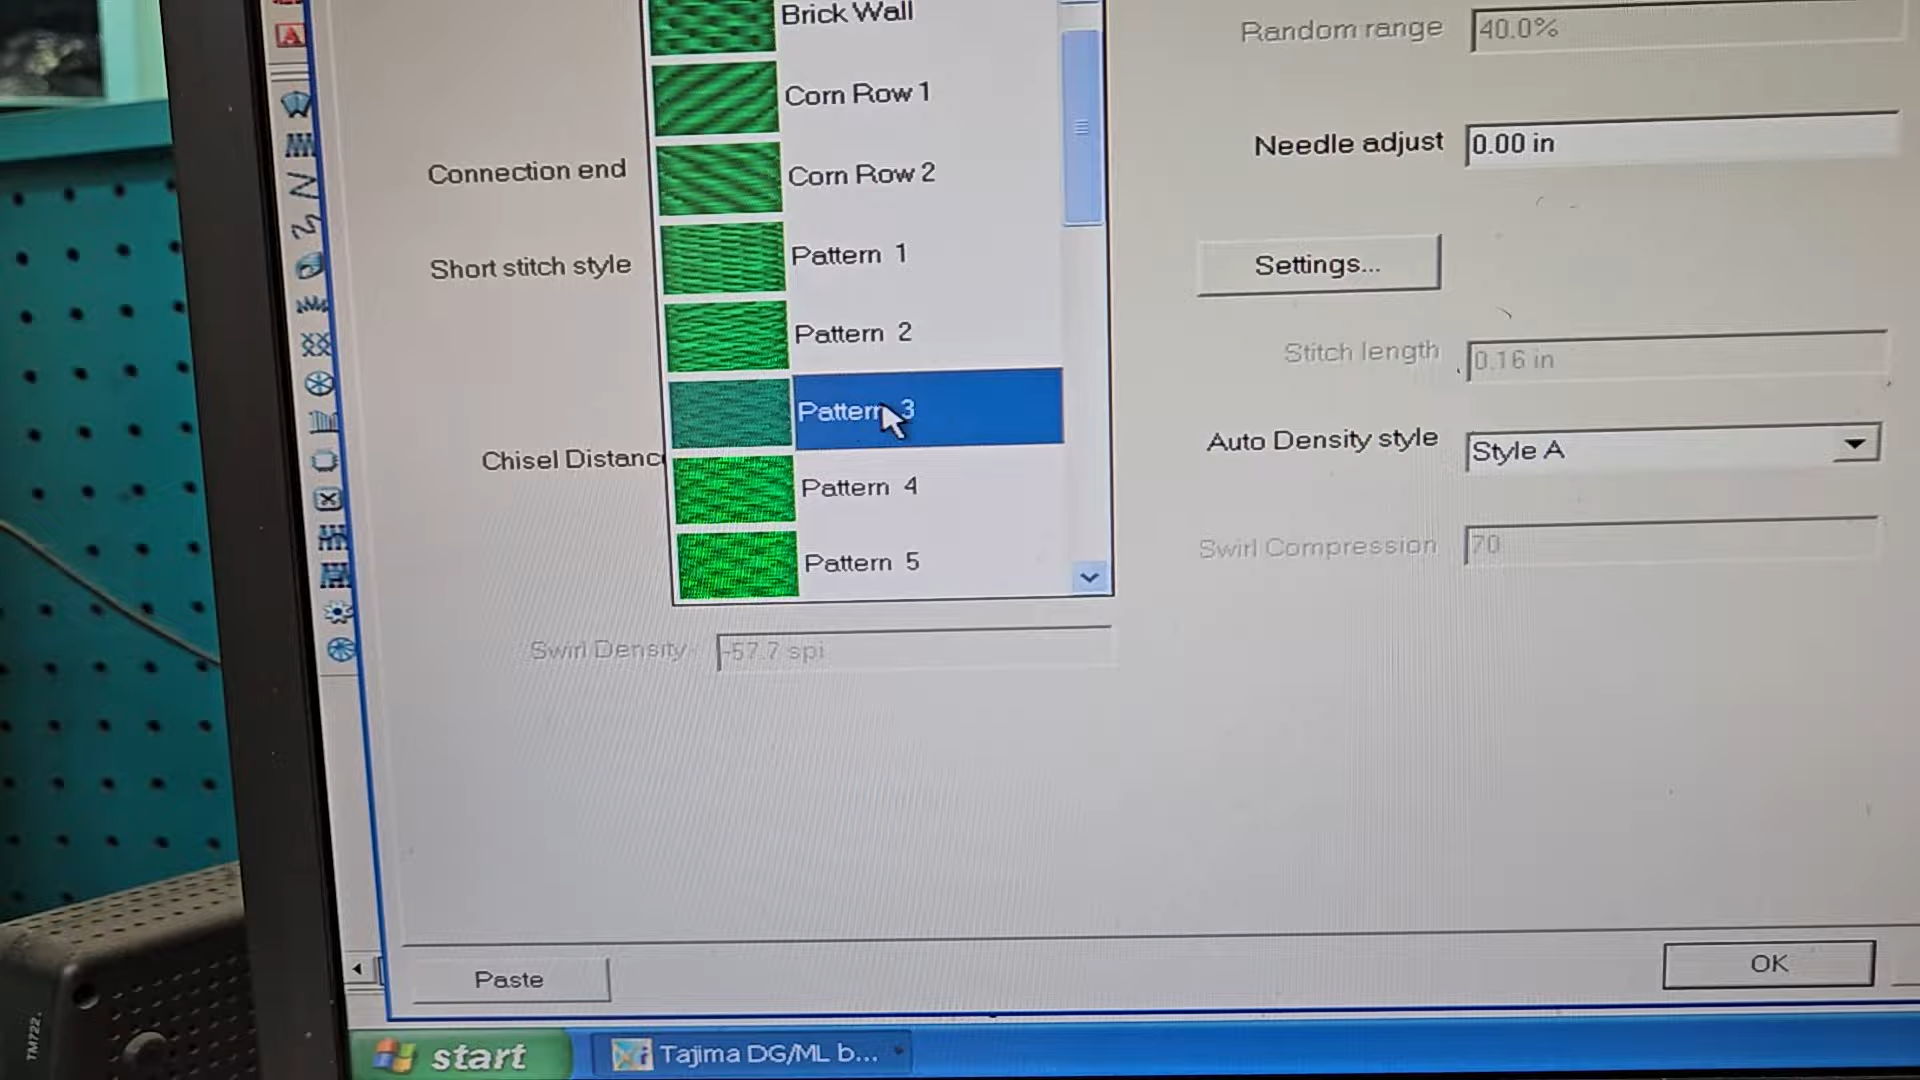 Brick Wall
Corn Row 1
Corn Row 2
Pattern 1
Pattern 2
Pattern 3
Pattern 4
Pattern 5
Connection end
Short stitch style
Chisel Distanc
Swirl Density
-57.7 spi
Random range
40.0%
Needle adjust
0.00 in
Settings...
Stitch length
0.16 in
Auto Density style
Style A
Swirl Compression
70
Paste
OK
start
Tajima DG/ML b...
TM722.
A